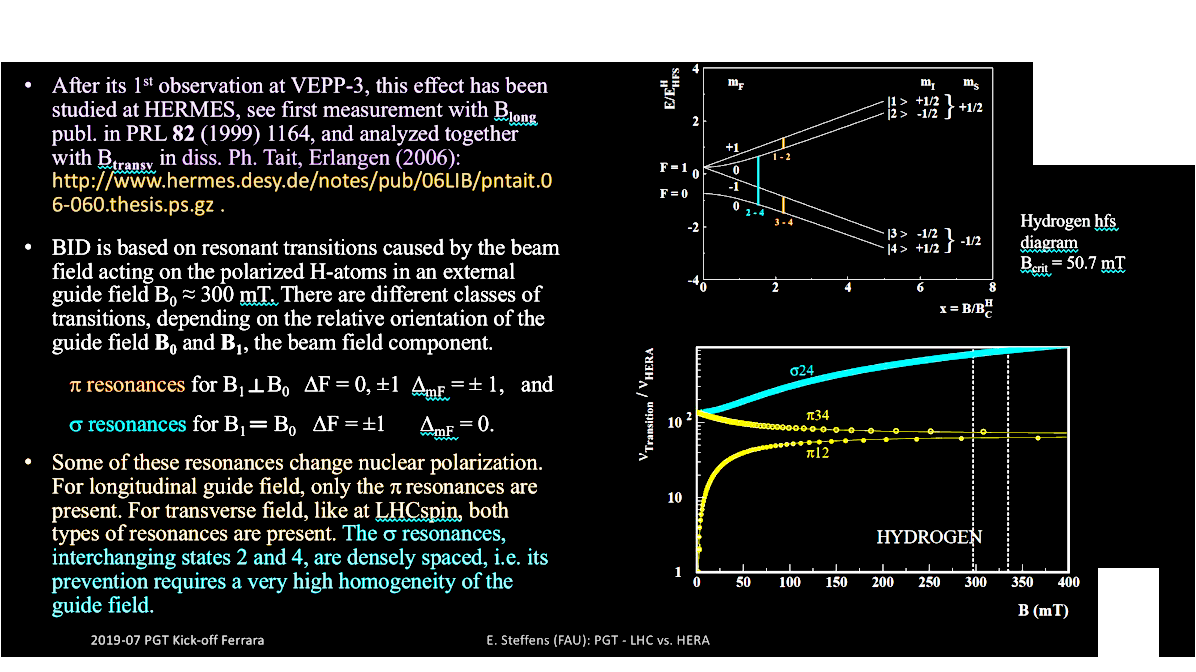 • After its 1st observation at VEPP-3, this effect has been
studied at HERMES, see first measurement with Blong
publ. in PRL 82 (1999) 1164, and analyzed together
with Btransv in diss. Ph. Tait, Erlangen (2006):
http://www.hermes.desy.de/notes/pub/06LIB/pntait.0
6-060.thesis.ps.gz .
• BID is based on resonant transitions caused by the beam
field acting on the polarized H-atoms in an external
guide field B0 ≈ 300 mT. There are different classes of
transitions, depending on the relative orientation of the
guide field B0 and B1, the beam field component.
π resonances for B1⊥B0 ΔF = 0, ±1 ΔmF = ± 1, and
σ resonances for B1= B0 ΔF = ±1 ΔmF = 0.
• Some of these resonances change nuclear polarization.
For longitudinal guide field, only the π resonances are
present. For transverse field, like at LHCspin, both
types of resonances are present. The σ resonances,
interchanging states 2 and 4, are densely spaced, i.e. its
prevention requires a very high homogeneity of the
guide field.
E/E^H_HFS
4
2
0
-2
-4
F = 1
F = 0
mF
+1
0
-1
0
1 - 2
2 - 4
3 - 4
mI mS
|1 > +1/2
|2 > -1/2
} +1/2
|3 > -1/2
|4 > +1/2
} -1/2
0 2 4 6 8
x = B/B^H_C
Hydrogen hfs
diagram
Bcrit = 50.7 mT
νTransition / νHERA
10 2
10
1
σ24
π34
π12
HYDROGEN
0 50 100 150 200 250 300 350 400
B (mT)
2019-07 PGT Kick-off Ferrara
E. Steffens (FAU): PGT - LHC vs. HERA